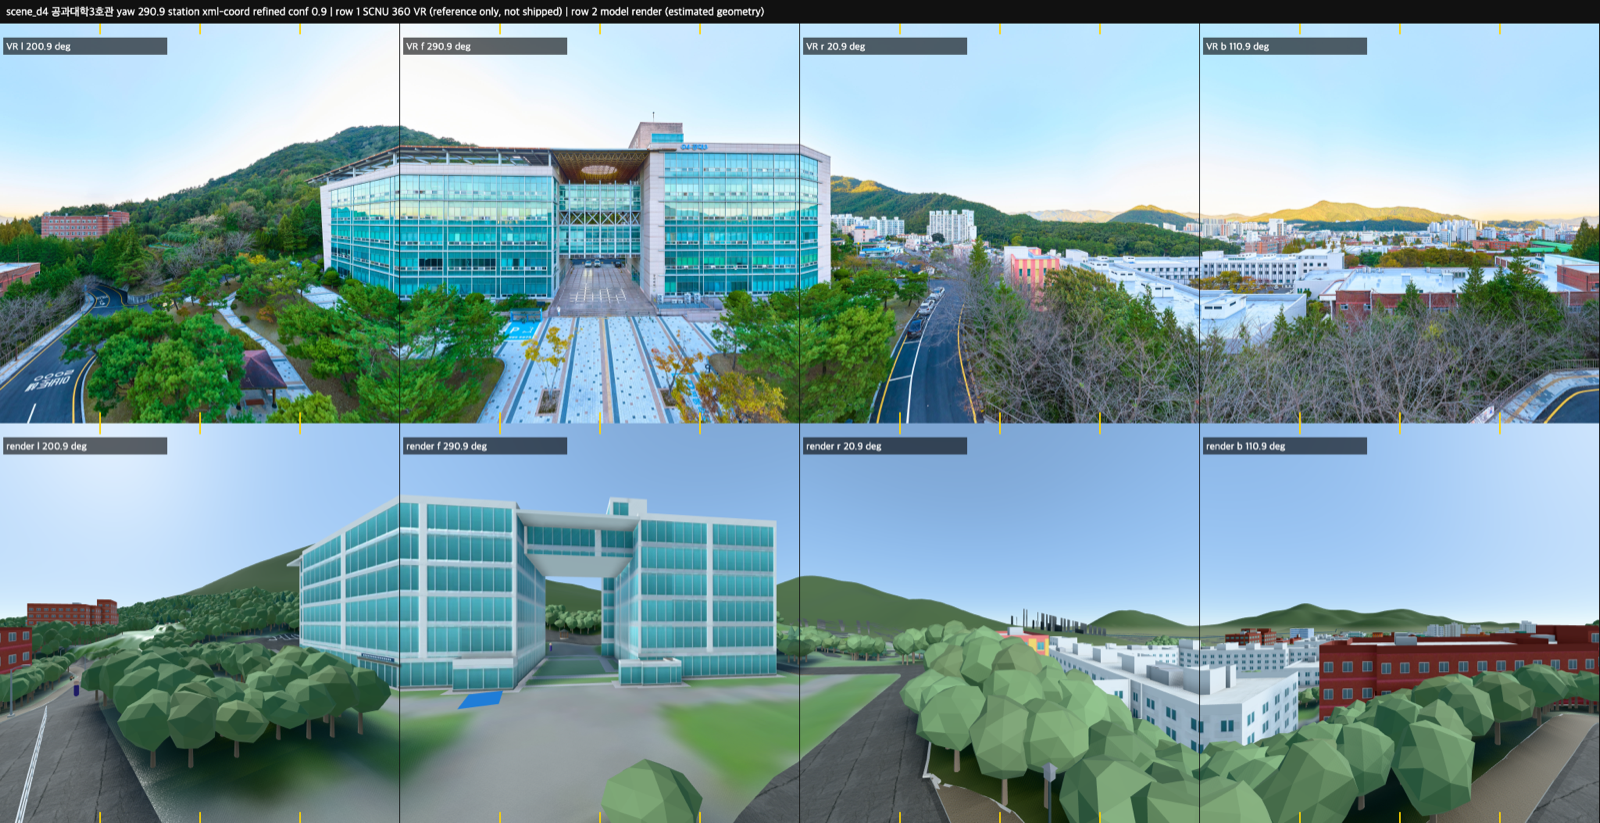 scene_d4 공과대학3호관 yaw 290.9 station xml-coord refined conf 0.9 | row 1 SCNU 360 VR (reference only, not shipped) | row 2 model render (estimated geometry)
VR l 200.9 deg
VR f 290.9 deg
VR r 20.9 deg
VR b 110.9 deg
P
render l 200.9 deg
render f 290.9 deg
render r 20.9 deg
render b 110.9 deg